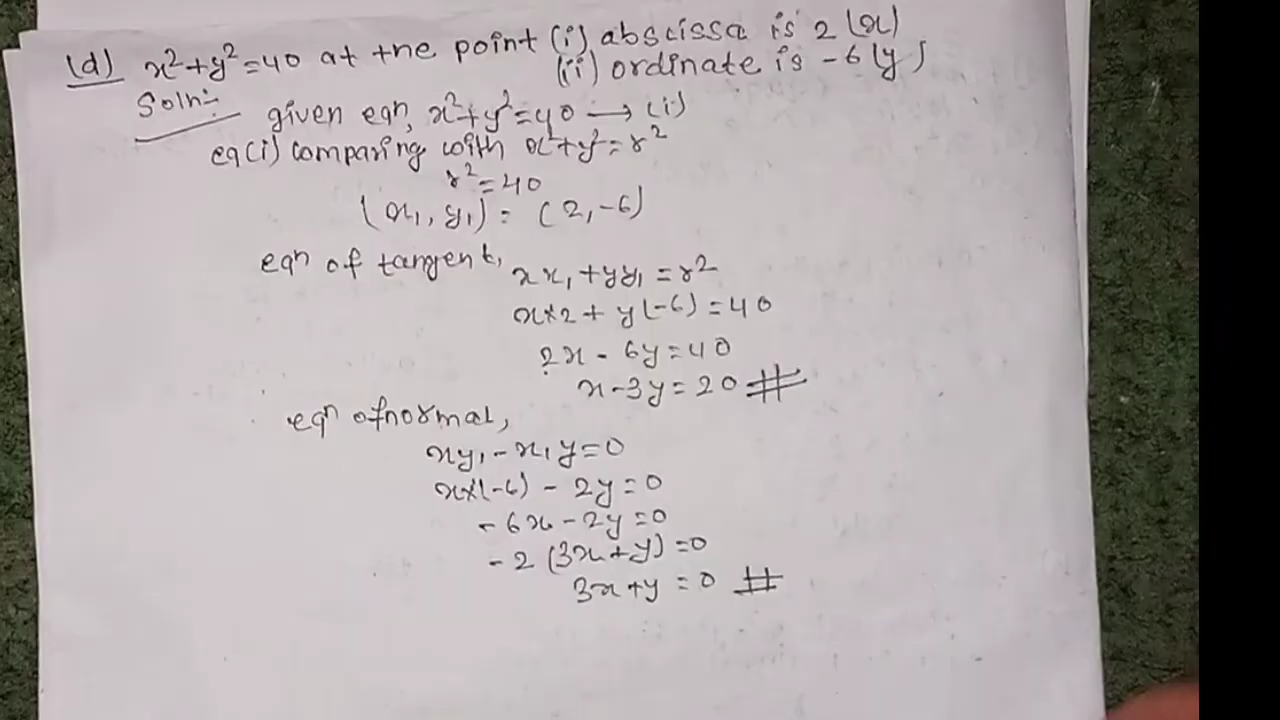 (d) x²+y²=40 at the point (i) abscissa is 2 (x)
(ii) ordinate is -6 (y)
Soln:-
given eqn, x²+y²=40 → (i)
eq(i) comparing with x²+y²=r²
r²=40
(x₁, y₁) = (2, -6)
eqn of tangent,
xx₁+yy₁=r²
x×2+y(-6)=40
2x-6y=40
x-3y=20 #
eqn of normal,
xy₁-x₁y=0
x×(-6)-2y=0
-6x-2y=0
-2(3x+y)=0
3x+y=0 #